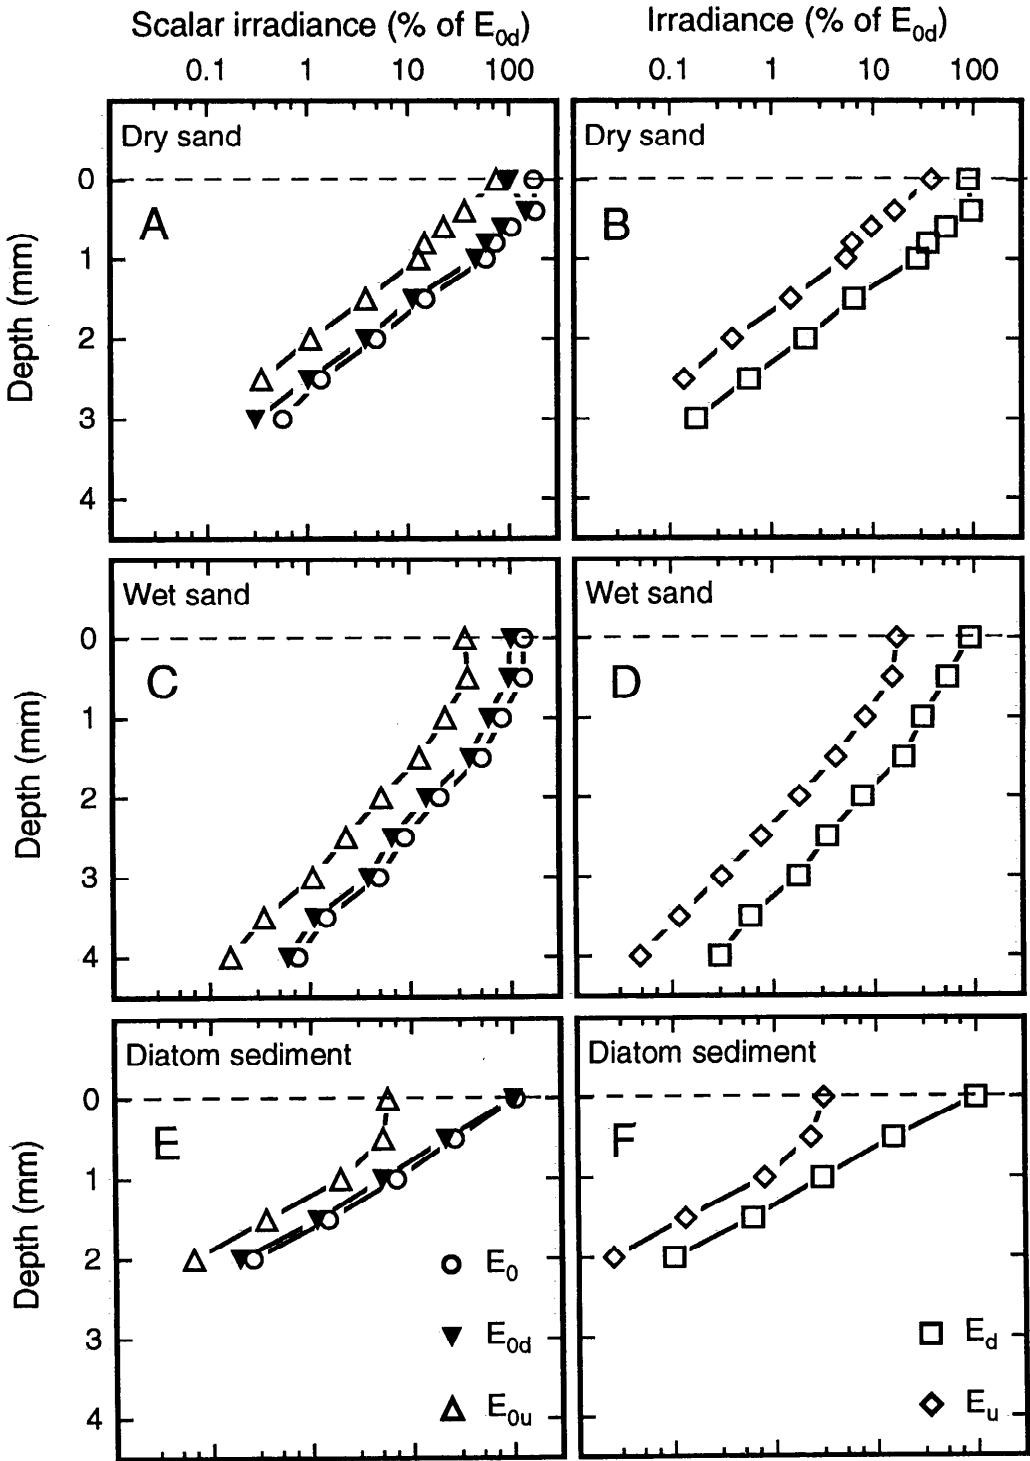 Scalar irradiance (% of E0d)
Irradiance (% of E0d)
0.1 1 10 100
0.1 1 10 100
Dry sand
A
Dry sand
B
Depth (mm)
0
1
2
3
4
Wet sand
C
Wet sand
D
Depth (mm)
0
1
2
3
4
Diatom sediment
E
Diatom sediment
F
Depth (mm)
0
1
2
3
4
E0
E0d
E0u
Ed
Eu